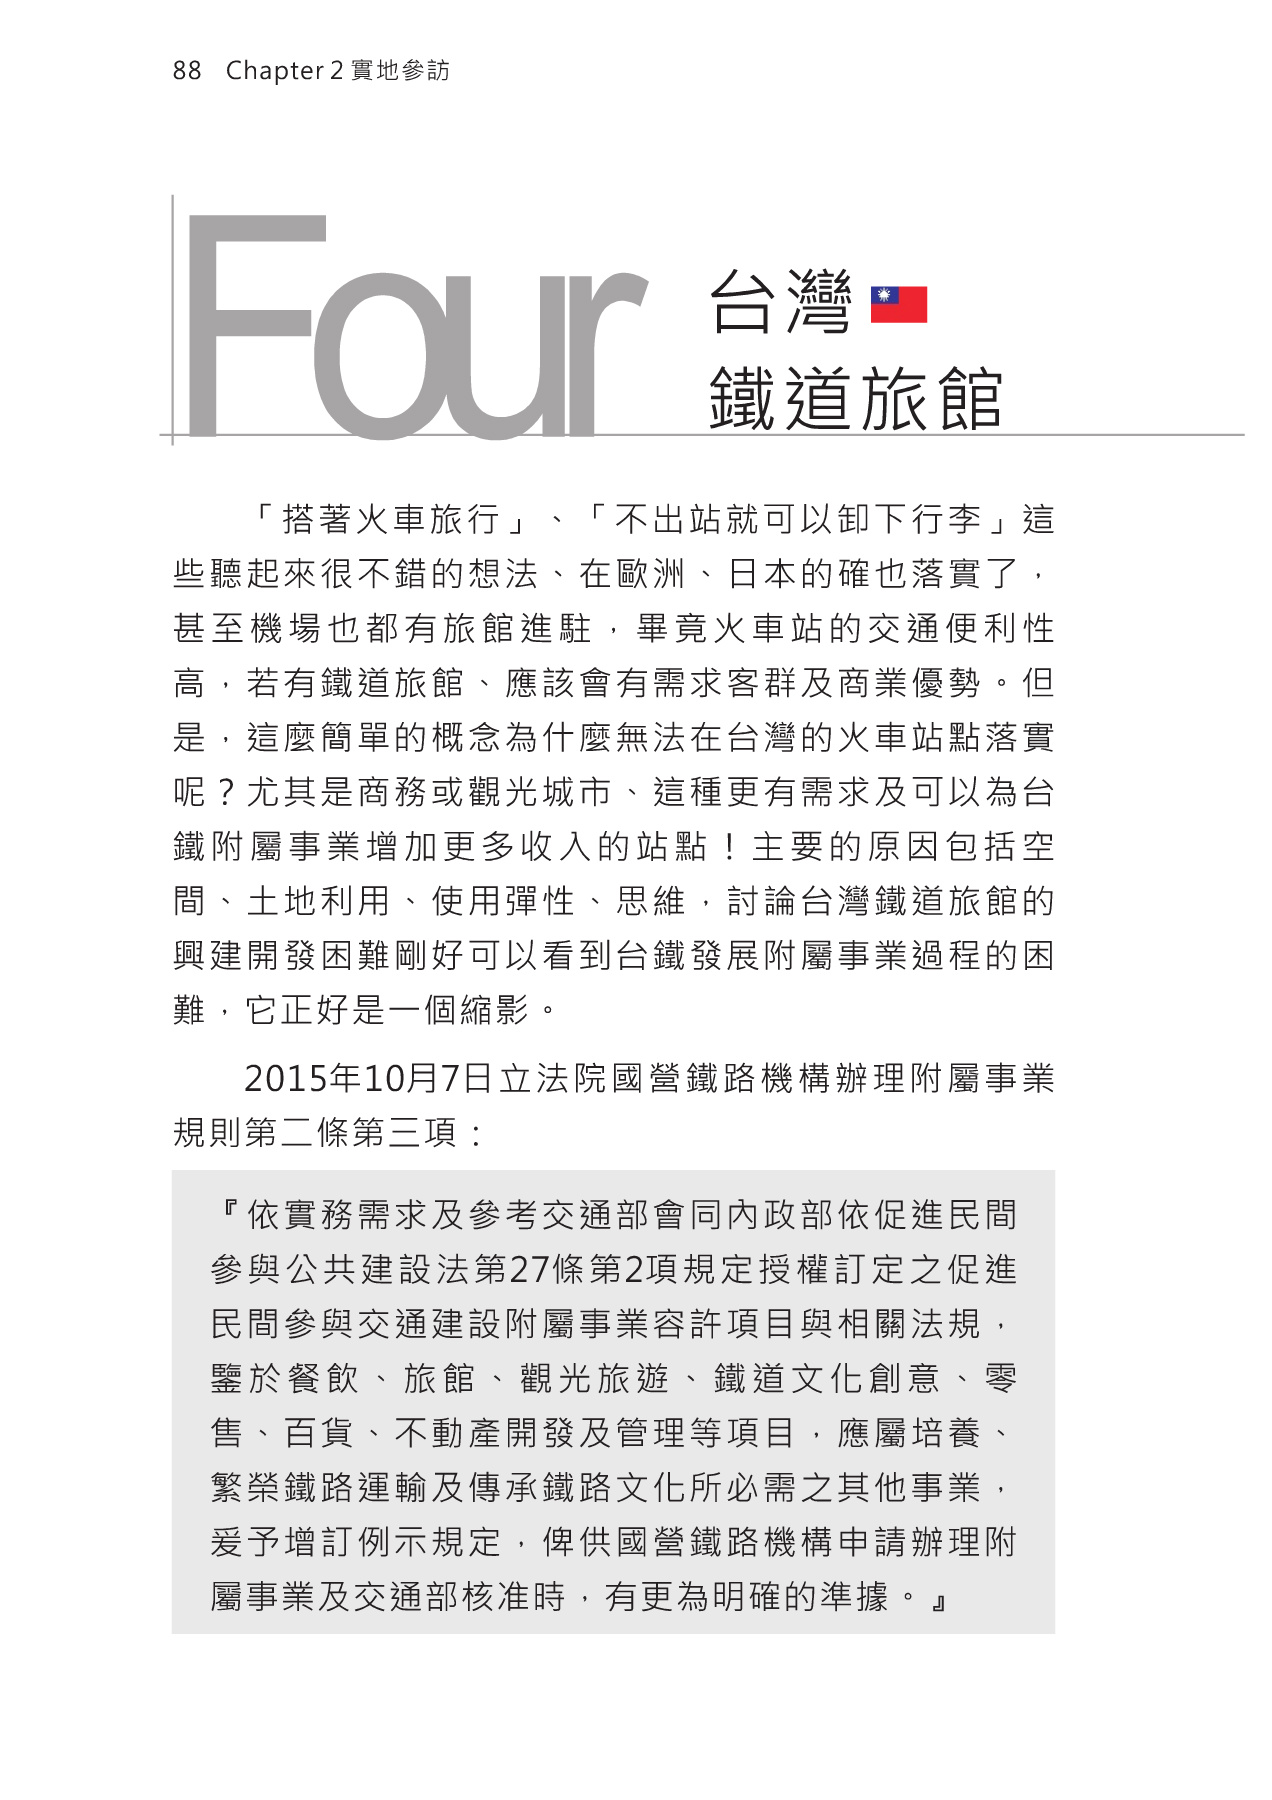 88 Chapter 2 實地參訪
Four
台灣
鐵道旅館
「搭著火車旅行」、「不出站就可以卸下行李」這
些聽起來很不錯的想法、在歐洲、日本的確也落實了，
甚至機場也都有旅館進駐，畢竟火車站的交通便利性
高，若有鐵道旅館、應該會有需求客群及商業優勢。但
是，這麼簡單的概念為什麼無法在台灣的火車站點落實
呢？尤其是商務或觀光城市、這種更有需求及可以為台
鐵附屬事業增加更多收入的站點！主要的原因包括空
間、土地利用、使用彈性、思維，討論台灣鐵道旅館的
興建開發困難剛好可以看到台鐵發展附屬事業過程的困
難，它正好是一個縮影。
2015年10月7日立法院國營鐵路機構辦理附屬事業
規則第二條第三項：
『依實務需求及參考交通部會同內政部依促進民間
參與公共建設法第27條第2項規定授權訂定之促進
民間參與交通建設附屬事業容許項目與相關法規，
鑒於餐飲、旅館、觀光旅遊、鐵道文化創意、零
售、百貨、不動產開發及管理等項目，應屬培養、
繁榮鐵路運輸及傳承鐵路文化所必需之其他事業，
爰予增訂例示規定，俾供國營鐵路機構申請辦理附
屬事業及交通部核准時，有更為明確的準據。』